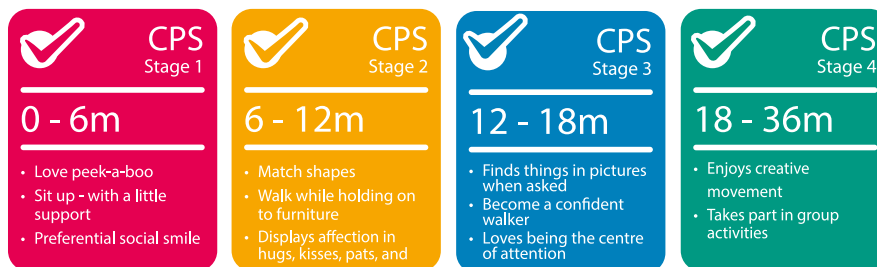 CPS
Stage 1
0 - 6m
• Love peek-a-boo
• Sit up - with a little
support
• Preferential social smile
CPS
Stage 2
6 - 12m
• Match shapes
• Walk while holding on
to furniture
• Displays affection in
hugs, kisses, pats, and
CPS
Stage 3
12 - 18m
• Finds things in pictures
when asked
• Become a confident
walker
• Loves being the centre
of attention
CPS
Stage 4
18 - 36m
• Enjoys creative
movement
• Takes part in group
activities